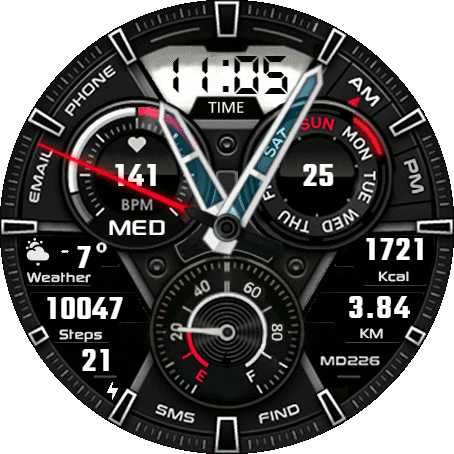 11:05
TIME
PHONE
AM
EMAIL
PM
141
BPM
MED
SAT
SUN
MON
TUE
WED
THU
25
- 7°
Weather
1721
Kcal
10047
Steps
3.84
KM
21
MD226
20
40
60
80
E
F
SMS
FIND